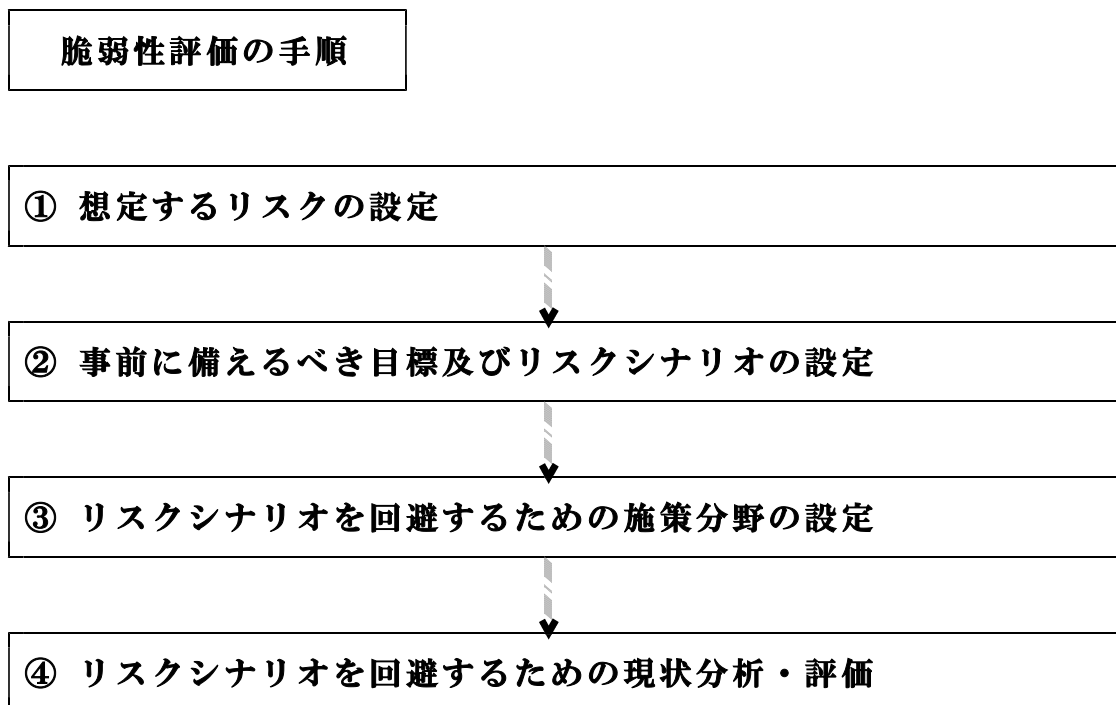 脆弱性評価の手順
① 想定するリスクの設定
② 事前に備えるべき目標及びリスクシナリオの設定
③ リスクシナリオを回避するための施策分野の設定
④ リスクシナリオを回避するための現状分析・評価